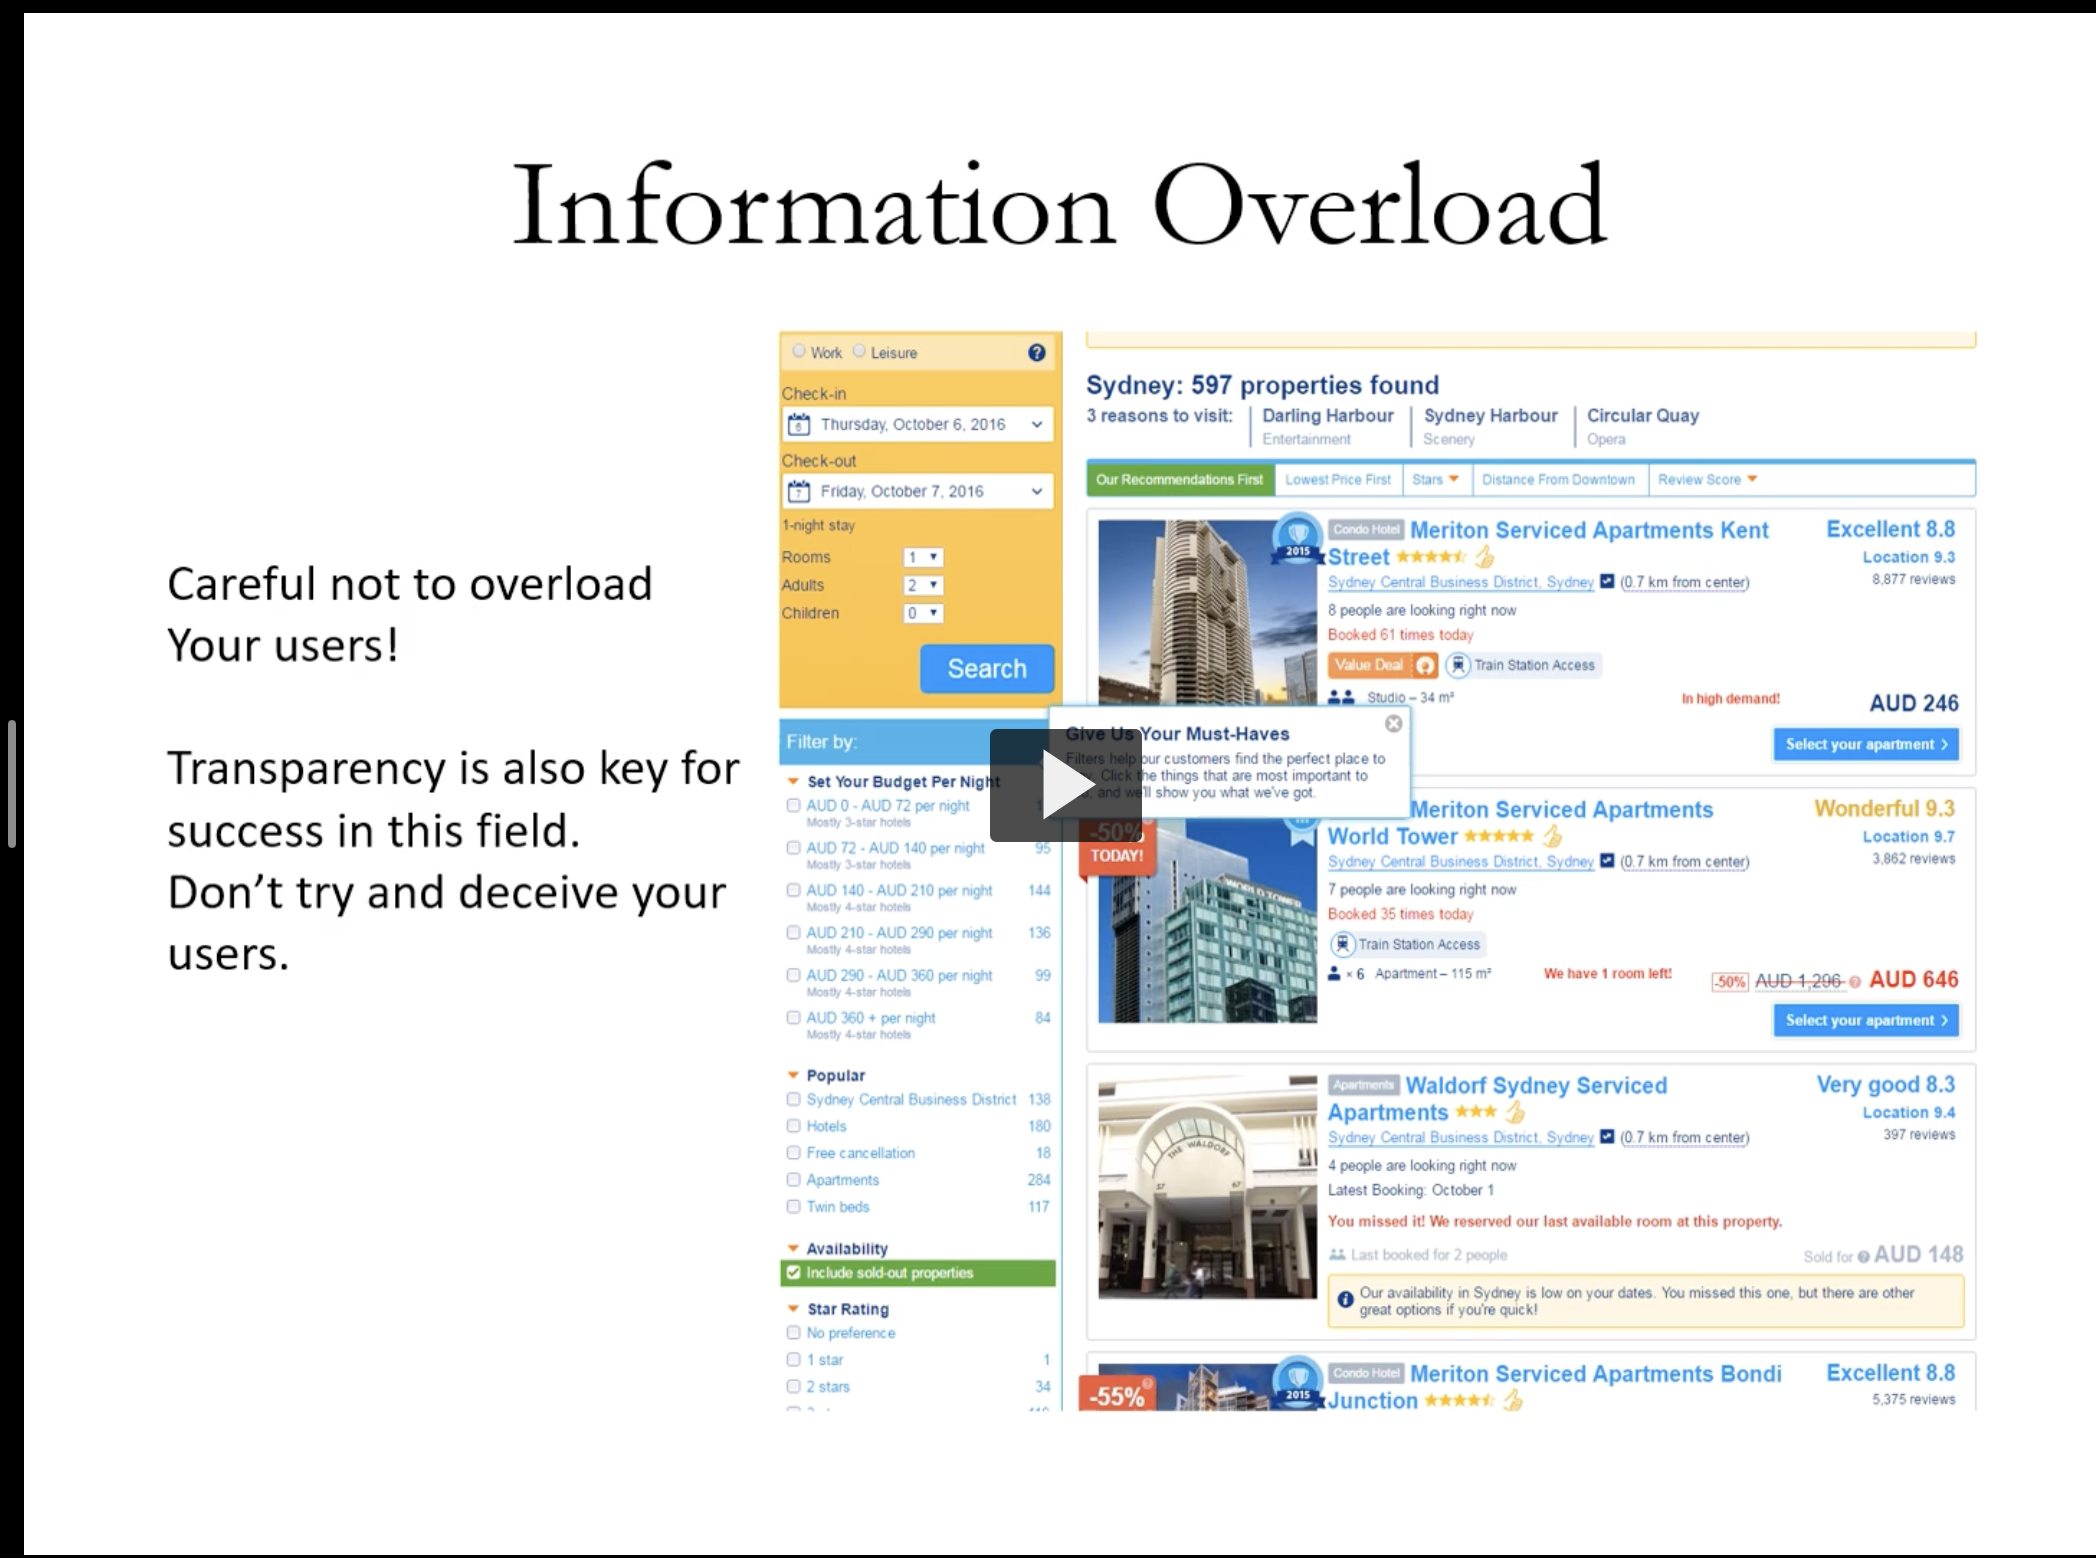 Information Overload
Careful not to overload
Your users!
Transparency is also key for
success in this field.
Don't try and deceive your
users.
Work Leisure
Check-in
Thursday, October 6, 2016
Check-out
Friday, October 7, 2016
1-night stay
Rooms 1
Adults 2
Children 0
Search
Filter by:
Set Your Budget Per Night
AUD 0 - AUD 72 per night
Mostly 3-star hotels
AUD 72 - AUD 140 per night 95
Mostly 3-star hotels
AUD 140 - AUD 210 per night 144
Mostly 4-star hotels
AUD 210 - AUD 290 per night 136
Mostly 4-star hotels
AUD 290 - AUD 360 per night 99
Mostly 4-star hotels
AUD 360 + per night 84
Mostly 4-star hotels
Popular
Sydney Central Business District 138
Hotels 180
Free cancellation 18
Apartments 284
Twin beds 117
Availability
Include sold-out properties
Star Rating
No preference
1 star 1
2 stars 34
Sydney: 597 properties found
3 reasons to visit: Darling Harbour Sydney Harbour Circular Quay
Entertainment Scenery Opera
Our Recommendations First Lowest Price First Stars Distance From Downtown Review Score
2015
Condo Hotel Meriton Serviced Apartments Kent
Street
Excellent 8.8
Location 9.3
8,877 reviews
Sydney Central Business District, Sydney (0.7 km from center)
8 people are looking right now
Booked 61 times today
Value Deal Train Station Access
Studio – 34 m²
In high demand!
AUD 246
Select your apartment
Give Us Your Must-Haves
Filters help our customers find the perfect place to
Click the things that are most important to
and we'll show you what we've got.
-50%
TODAY!
WORLD TOWER
Meriton Serviced Apartments
World Tower
Wonderful 9.3
Location 9.7
3,862 reviews
Sydney Central Business District, Sydney (0.7 km from center)
7 people are looking right now
Booked 35 times today
Train Station Access
× 6 Apartment – 115 m²
We have 1 room left!
-50% AUD 1,296 AUD 646
Select your apartment
THE WALDORF
57 67
Apartments Waldorf Sydney Serviced
Apartments
Very good 8.3
Location 9.4
397 reviews
Sydney Central Business District, Sydney (0.7 km from center)
4 people are looking right now
Latest Booking: October 1
You missed it! We reserved our last available room at this property.
Last booked for 2 people
Sold for AUD 148
Our availability in Sydney is low on your dates. You missed this one, but there are other
great options if you're quick!
-55%
2015
Condo Hotel Meriton Serviced Apartments Bondi
Junction
Excellent 8.8
5,375 reviews